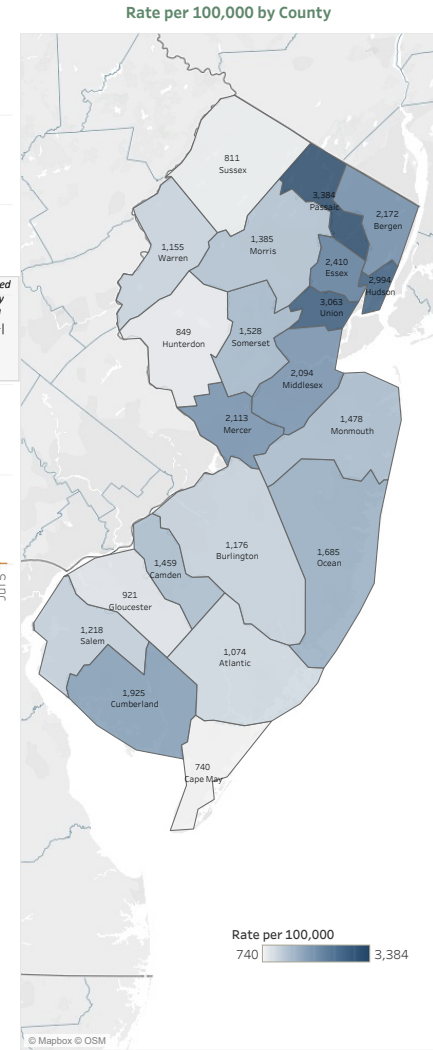 Rate per 100,000 by County
811
Sussex
3,384
Passaic
2,172
Bergen
1,155
Warren
1,385
Morris
2,410
Essex
2,994
Hudson
3,063
Union
849
Hunterdon
1,528
Somerset
2,094
Middlesex
2,113
Mercer
1,478
Monmouth
1,176
Burlington
1,685
Ocean
1,459
Camden
921
Gloucester
1,218
Salem
1,074
Atlantic
1,925
Cumberland
740
Cape May
ed
y
Jul 5
Rate per 100,000
740
3,384
© Mapbox © OSM